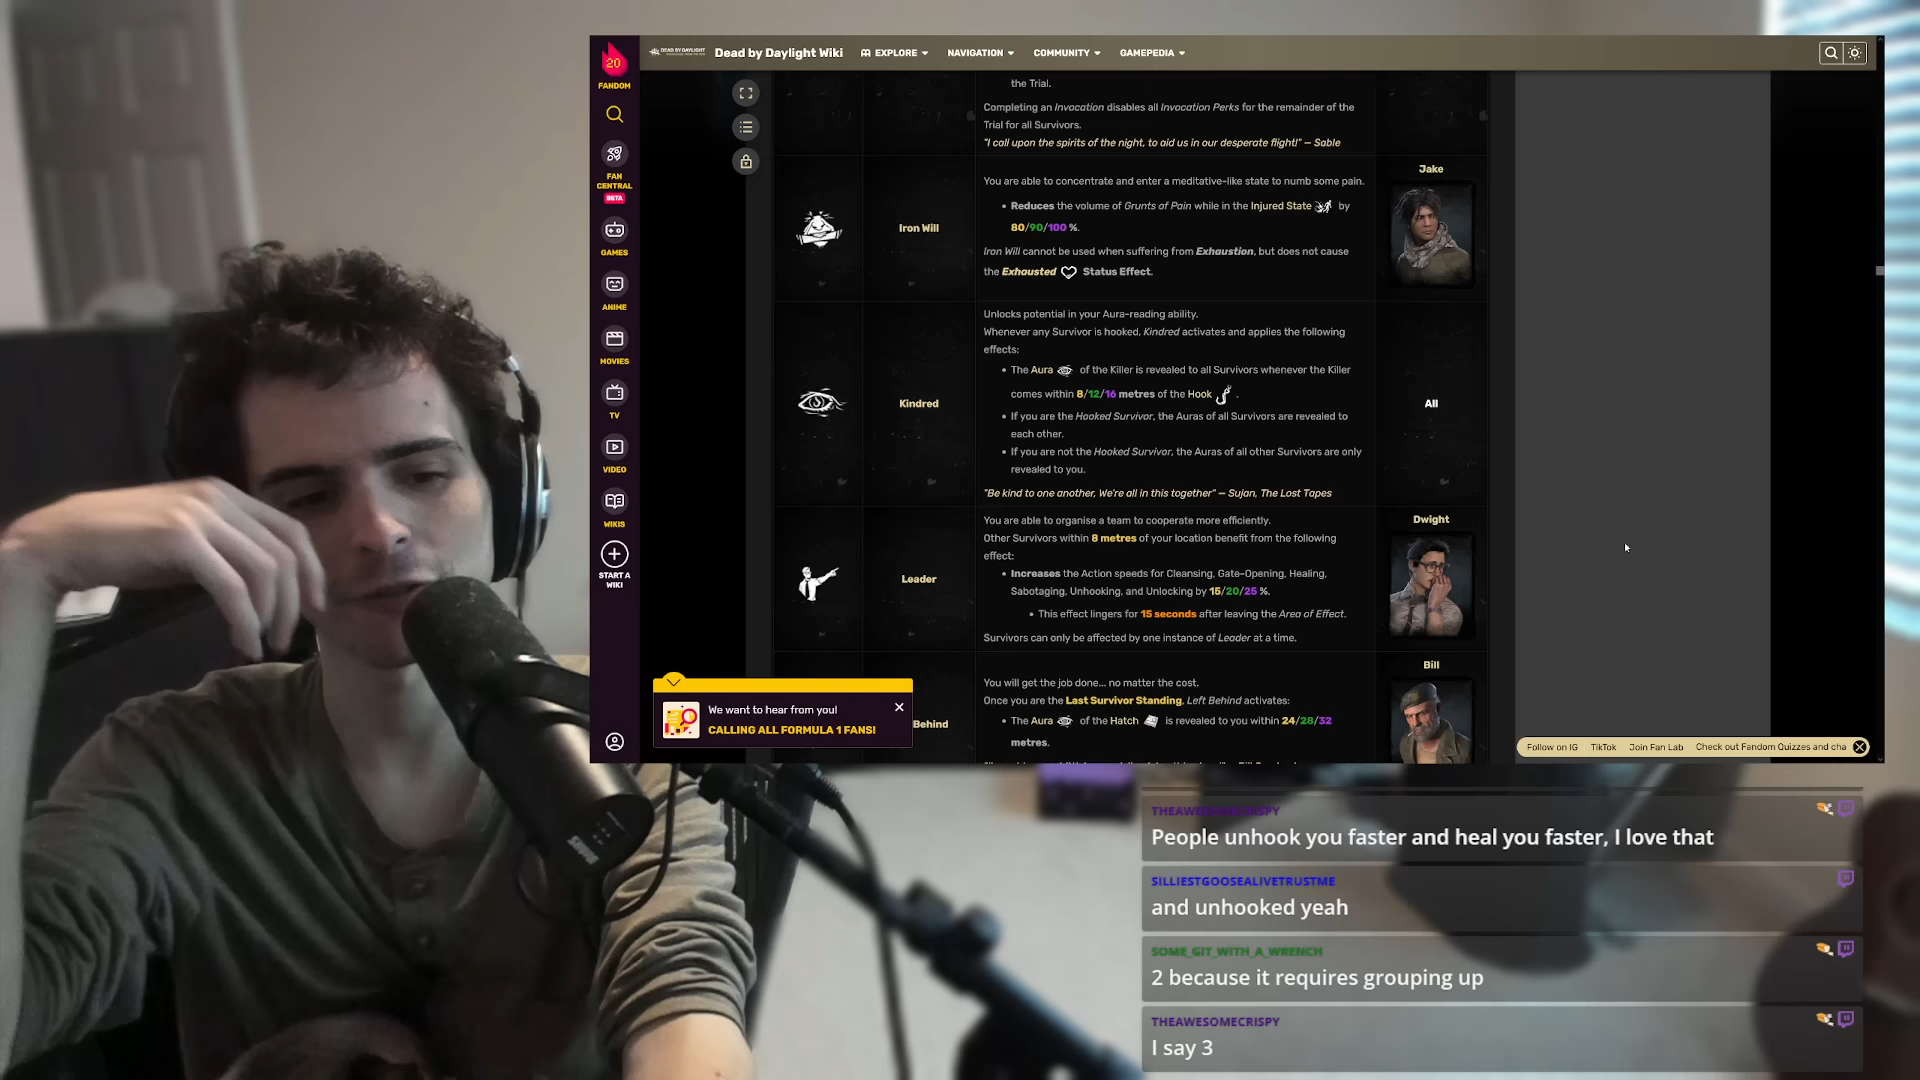 20
FANDOM
FAN
CENTRAL
BETA
GAMES
ANIME
MOVIES
TV
VIDEO
WIKIS
START A
WIKI
DEAD BY DAYLIGHT
Dead by Daylight Wiki
EXPLORE
NAVIGATION
COMMUNITY
GAMEPEDIA
the Trial.
Completing an Invocation disables all Invocation Perks for the remainder of the
Trial for all Survivors.
"I call upon the spirits of the night, to aid us in our desperate flight!" — Sable
Iron Will
You are able to concentrate and enter a meditative-like state to numb some pain.
• Reduces the volume of Grunts of Pain while in the Injured State by
80/90/100 %.
Iron Will cannot be used when suffering from Exhaustion, but does not cause
the Exhausted Status Effect.
Jake
Kindred
Unlocks potential in your Aura-reading ability.
Whenever any Survivor is hooked, Kindred activates and applies the following
effects:
• The Aura of the Killer is revealed to all Survivors whenever the Killer
comes within 8/12/16 metres of the Hook .
• If you are the Hooked Survivor, the Auras of all Survivors are revealed to
each other.
• If you are not the Hooked Survivor, the Auras of all other Survivors are only
revealed to you.
"Be kind to one another, We're all in this together" — Sujan, The Lost Tapes
All
Leader
You are able to organise a team to cooperate more efficiently.
Other Survivors within 8 metres of your location benefit from the following
effect:
• Increases the Action speeds for Cleansing, Gate-Opening, Healing,
Sabotaging, Unhooking, and Unlocking by 15/20/25 %.
• This effect lingers for 15 seconds after leaving the Area of Effect.
Survivors can only be affected by one instance of Leader at a time.
Dwight
Behind
You will get the job done... no matter the cost.
Once you are the Last Survivor Standing, Left Behind activates:
• The Aura of the Hatch is revealed to you within 24/28/32
metres.
Bill
We want to hear from you!
CALLING ALL FORMULA 1 FANS!
Follow on IG
TikTok
Join Fan Lab
Check out Fandom Quizzes and cha
THEAWESOMECRISPY
People unhook you faster and heal you faster, I love that
SILLIESTGOOSEALIVETRUSTME
and unhooked yeah
SOME_GIT_WITH_A_WRENCH
2 because it requires grouping up
THEAWESOMECRISPY
I say 3